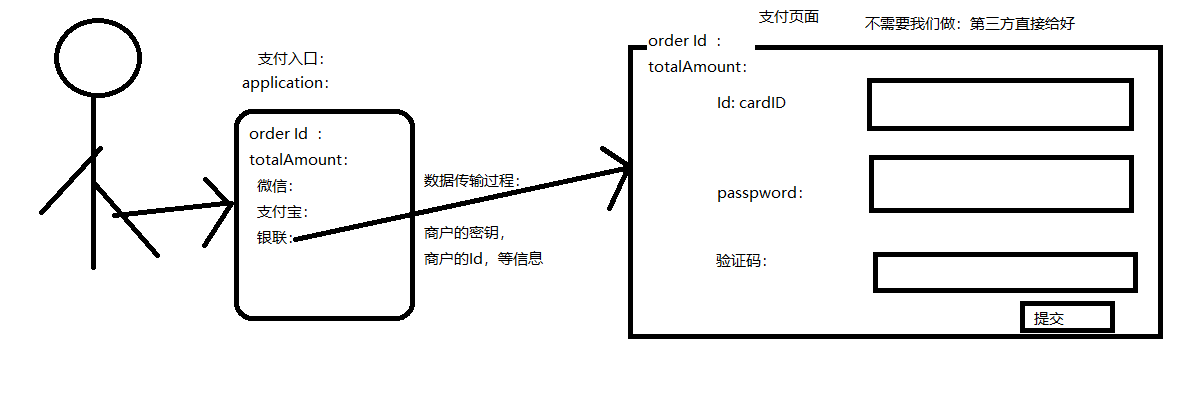 支付页面
不需要我们做：第三方直接给好
支付入口：
application：
order Id ：
totalAmount：
微信：
支付宝：
银联：
数据传输过程：
商户的密钥，
商户的Id，等信息
order Id ：
totalAmount：
Id: cardID
passpword：
验证码：
提交